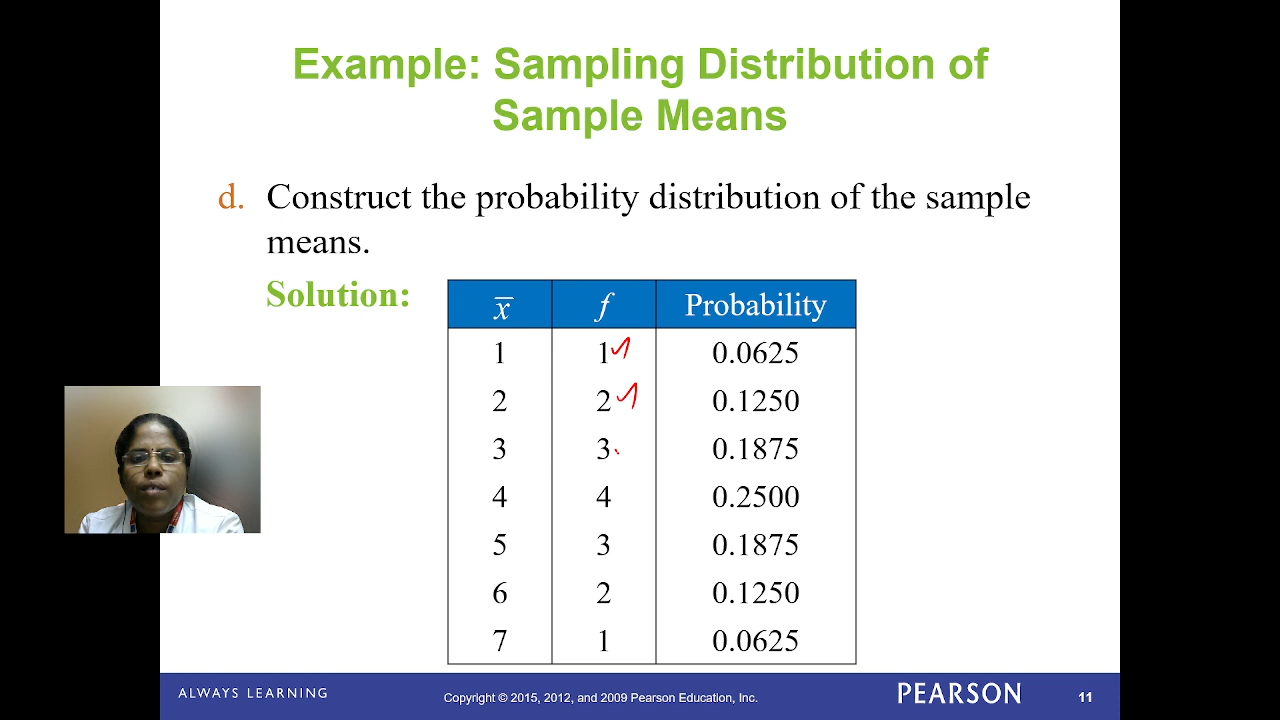 Example: Sampling Distribution of
Sample Means
d. Construct the probability distribution of the sample
means.
Solution:
x̅ f Probability
1 1 0.0625
2 2 0.1250
3 3 0.1875
4 4 0.2500
5 3 0.1875
6 2 0.1250
7 1 0.0625
ALWAYS LEARNING Copyright © 2015, 2012, and 2009 Pearson Education, Inc. PEARSON 11